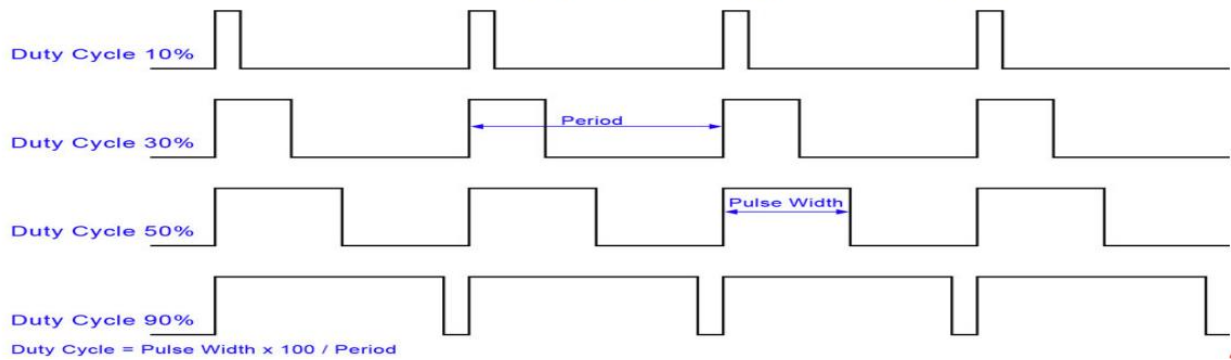 Duty Cycle 10%
Period
Duty Cycle 30%
Pulse Width
Duty Cycle 50%
Duty Cycle 90%
Duty Cycle = Pulse Width x 100 / Period